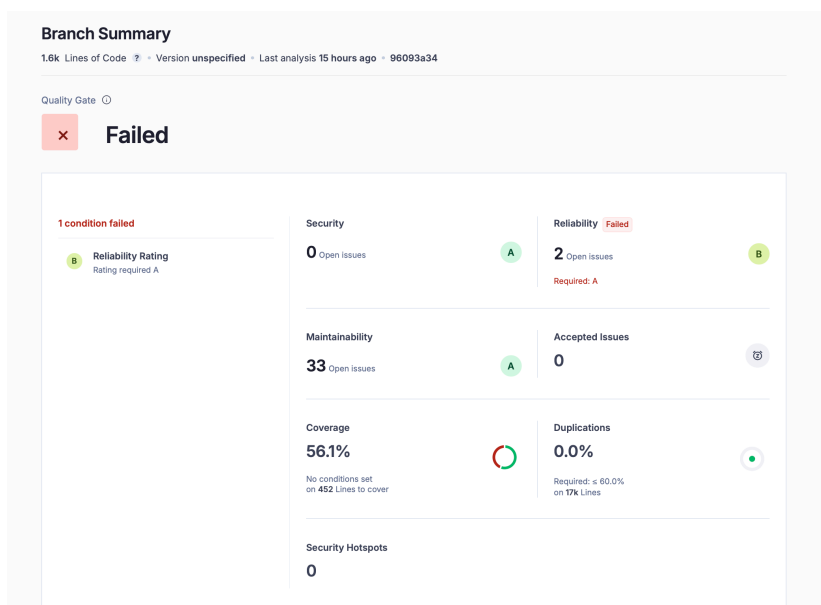 Branch Summary
1.6k Lines of Code ? • Version unspecified • Last analysis 15 hours ago • 96093a34
Quality Gate
Failed
1 condition failed
B
Reliability Rating
Rating required A
Security
0 Open issues
A
Reliability Failed
2 Open issues
B
Required: A
Maintainability
33 Open issues
A
Accepted Issues
0
Coverage
56.1%
No conditions set
on 452 Lines to cover
Duplications
0.0%
Required: ≤ 60.0%
on 17k Lines
Security Hotspots
0